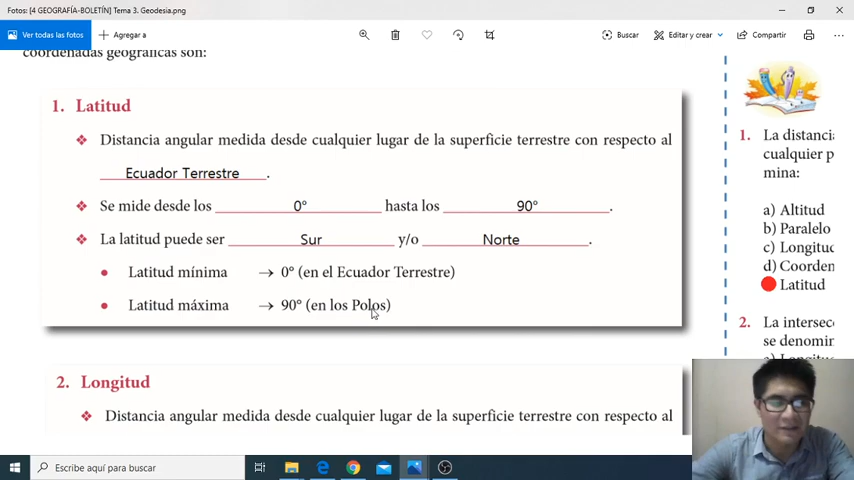 Fotos: [4 GEOGRAFÍA-BOLETÍN] Tema 3. Geodesia.png
Ver todas las fotos
Agregar a
Buscar
Editar y crear
Compartir
coordenadas geográficas son:
1. Latitud
Distancia angular medida desde cualquier lugar de la superficie terrestre con respecto al
Ecuador Terrestre.
Se mide desde los 0° hasta los 90°.
La latitud puede ser Sur y/o Norte.
Latitud mínima → 0° (en el Ecuador Terrestre)
Latitud máxima → 90° (en los Polos)
2. Longitud
Distancia angular medida desde cualquier lugar de la superficie terrestre con respecto al
1. La distanci
cualquier p
mina:
a) Altitud
b) Paralelo
c) Longitud
d) Coorden
Latitud
2. La intersec
se denomin
Escribe aquí para buscar